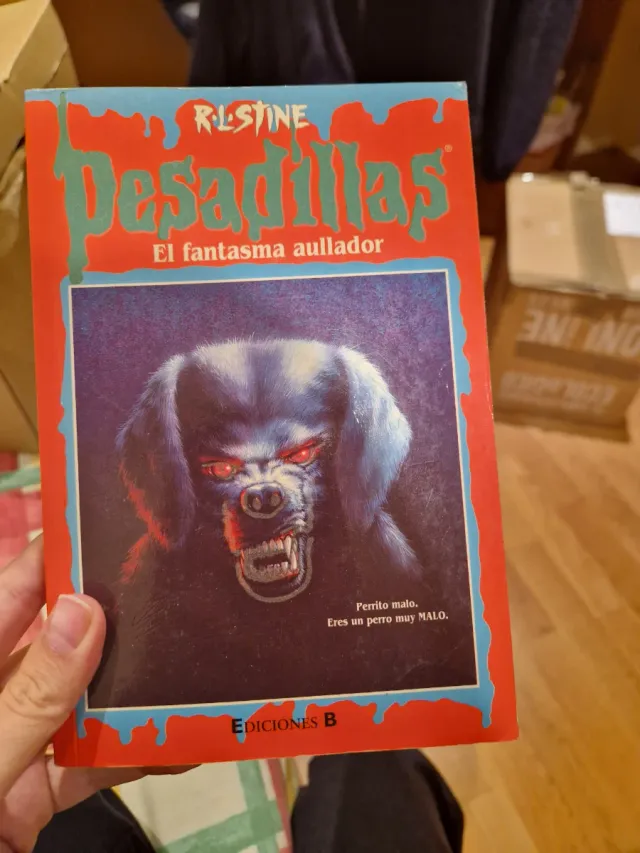 R·L·STINE
Pesadillas®
El fantasma aullador
Perrito malo.
Eres un perro muy MALO.
EDICIONES B